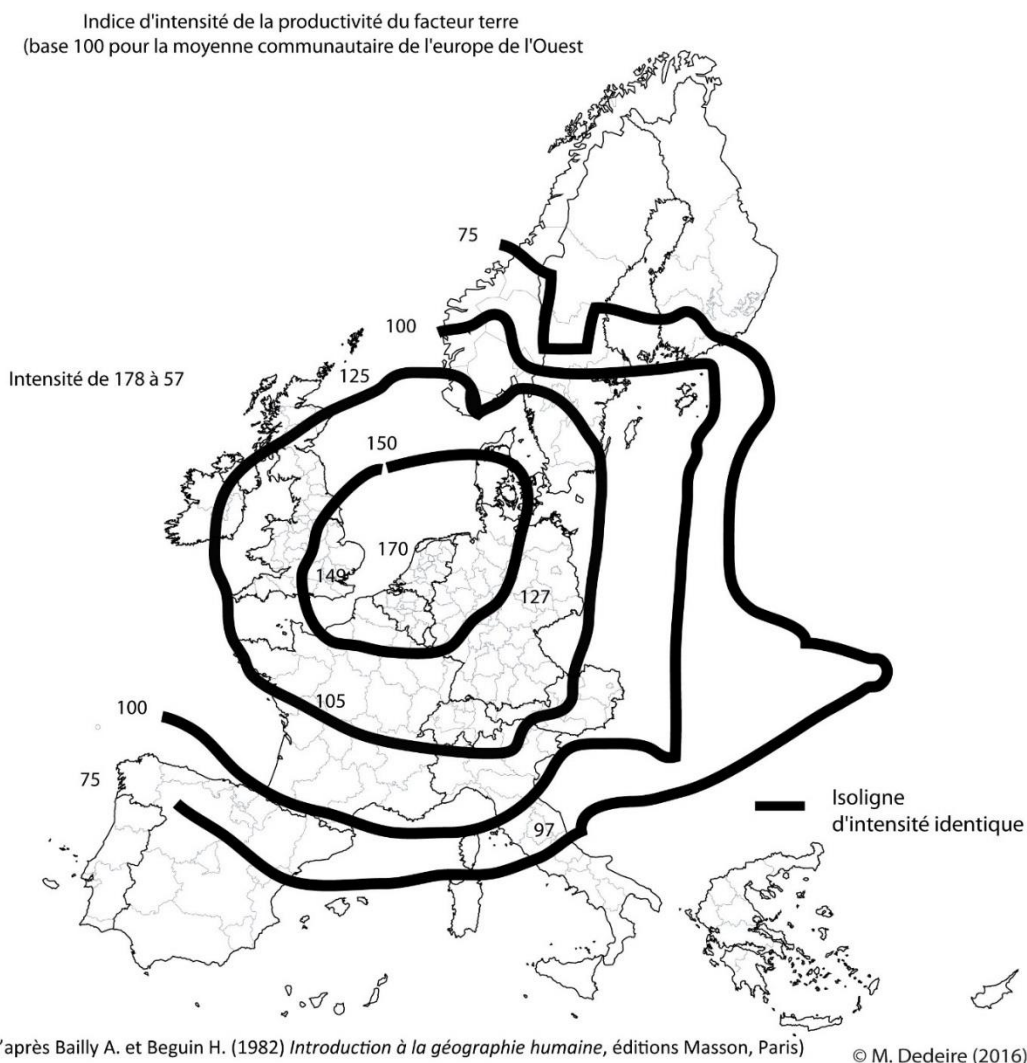 Indice d'intensité de la productivité du facteur terre
(base 100 pour la moyenne communautaire de l'europe de l'Ouest
75
100
Intensité de 178 à 57
125
150
170
149
127
105
100
75
97
Isoligne
d'intensité identique
'après Bailly A. et Beguin H. (1982) Introduction à la géographie humaine, éditions Masson, Paris)
© M. Dedeire (2016)